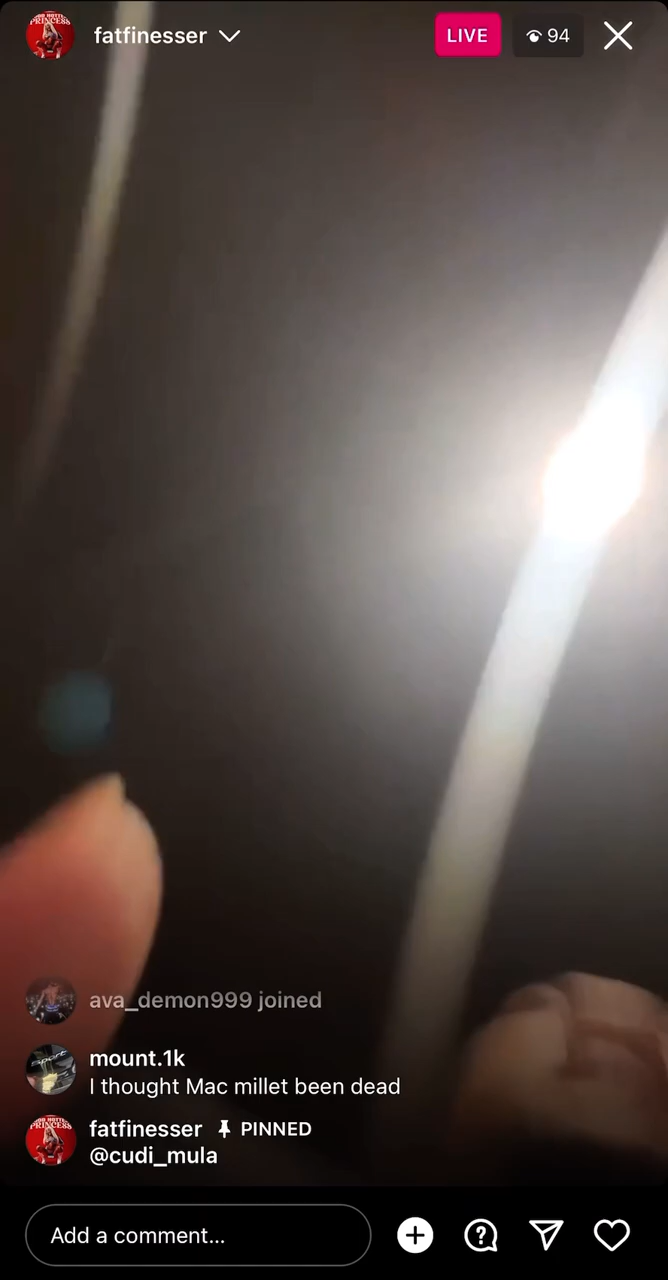 fatfinesser
LIVE
94
ava_demon999 joined
mount.1k
I thought Mac millet been dead
fatfinesser PINNED
@cudi_mula
Add a comment...